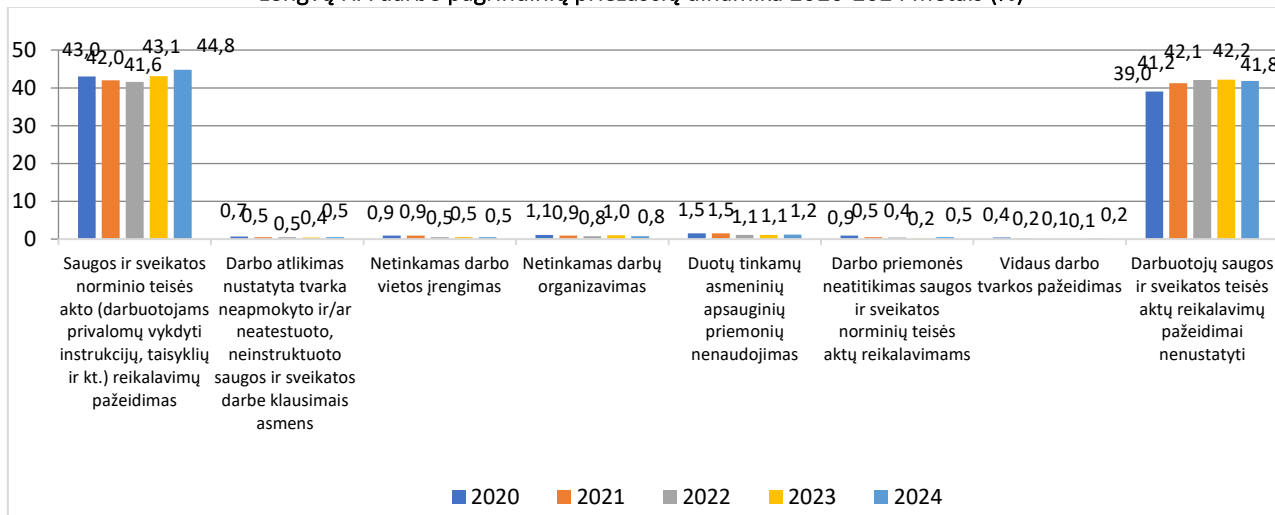 2020-2024
50
40
30
20
10
0
43,0 42,0 41,6 43,1 44,8
0,7 0,5 0,5 0,4 0,5
0,9 0,9 0,5 0,5 0,5
1,1 0,9 0,8 1,0 0,8
1,5 1,5 1,1 1,1 1,2
0,9 0,5 0,4 0,2 0,5
0,4 0,2 0,1 0,1 0,2
39,0 41,2 42,1 42,2 41,8
Saugos ir sveikatos
norminio teisės
akto (darbuotojams
privalomų vykdyti
instrukcijų, taisyklių
ir kt.) reikalavimų
pažeidimas
Darbo atlikimas
nustatyta tvarka
neapmokyto ir/ar
neatestuoto,
neinstruktuoto
saugos ir sveikatos
darbe klausimais
asmens
Netinkamas darbo
vietos įrengimas
Netinkamas darbų
organizavimas
Duotų tinkamų
asmeninių
apsauginių
priemonių
nenaudojimas
Darbo priemonės
neatitikimas saugos
ir sveikatos
norminių teisės
aktų reikalavimams
Vidaus darbo
tvarkos pažeidimas
Darbuotojų saugos
ir sveikatos teisės
aktų reikalavimų
pažeidimai
nenustatyti
2020 2021 2022 2023 2024